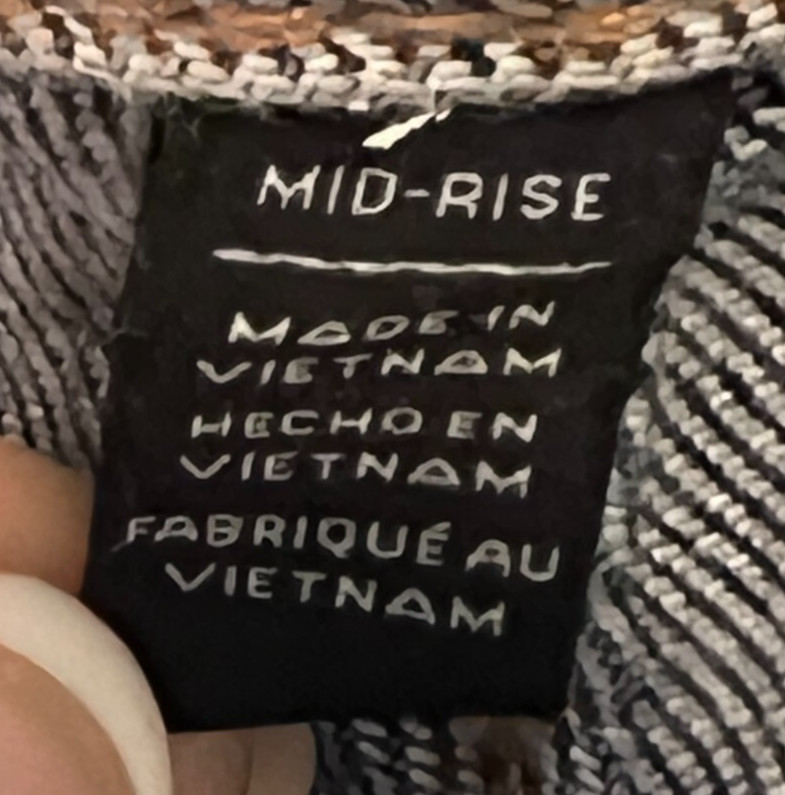 MID-RISE
MADE IN
VIETNAM
HECHO EN
VIETNAM
FABRIQUÉ AU
VIETNAM